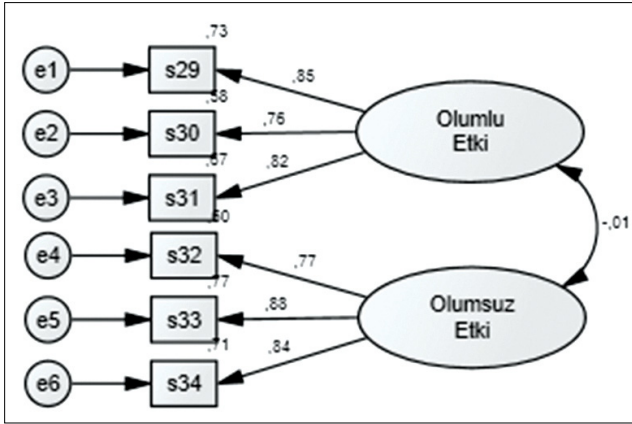 ,73
e1 s29 ,85
,58
e2 s30 ,76
Olumlu
Etki
,67
e3 s31 ,82
,60
-,01
e4 s32 ,77
,77
e5 s33 ,88
Olumsuz
Etki
,71
e6 s34 ,84